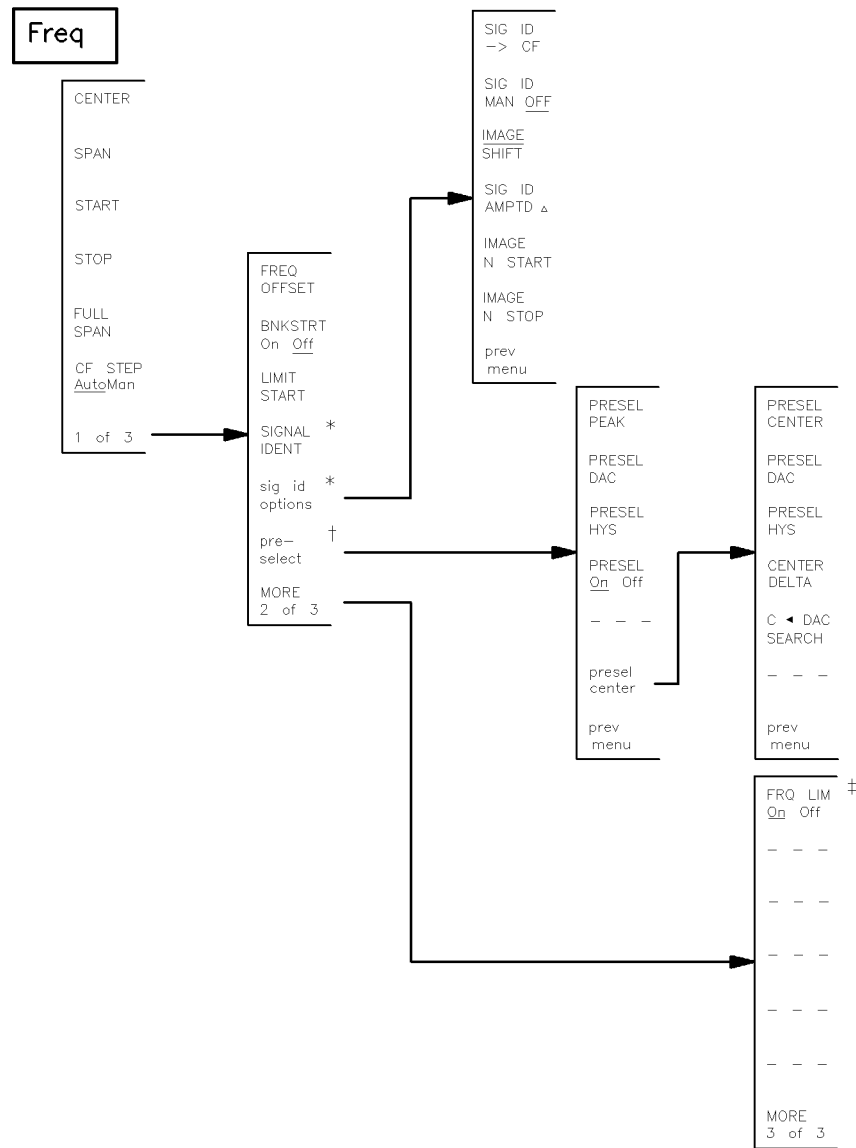 Freq
CENTER
SPAN
START
STOP
FULL
SPAN
CF STEP
AutoMan
1 of 3
FREQ
OFFSET
BNKSTRT
On Off
LIMIT
START
SIGNAL *
IDENT
sig id *
options
pre- †
select
MORE
2 of 3
SIG ID
-> CF
SIG ID
MAN OFF
IMAGE
SHIFT
SIG ID
AMPTD ▵
IMAGE
N START
IMAGE
N STOP
prev
menu
PRESEL
PEAK
PRESEL
DAC
PRESEL
HYS
PRESEL
On Off
- - -
presel
center
prev
menu
PRESEL
CENTER
PRESEL
DAC
PRESEL
HYS
CENTER
DELTA
C ◄ DAC
SEARCH
- - -
prev
menu
FRQ LIM ‡
On Off
- - -
- - -
- - -
- - -
- - -
MORE
3 of 3